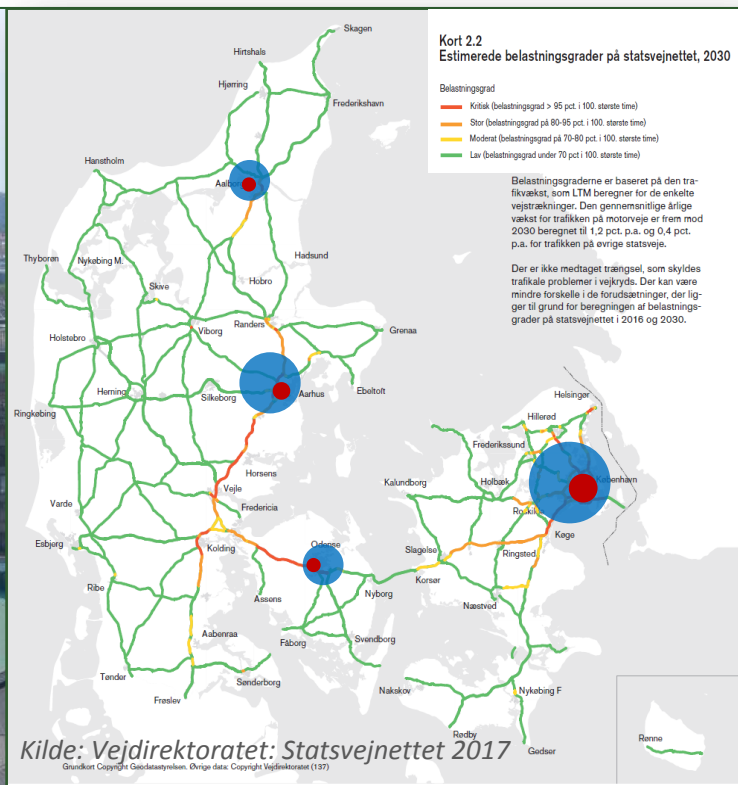 Kort 2.2
Estimerede belastningsgrader på statsvejnettet, 2030
Belastningsgrad
Kritisk (belastningsgrad > 95 pct. i 100. største time)
Stor (belastningsgrad på 80-95 pct. i 100. største time)
Moderat (belastningsgrad på 70-80 pct. i 100. største time)
Lav (belastningsgrad under 70 pct i 100. største time)
Belastningsgraderne er baseret på den tra-
fikvækst, som LTM beregner for de enkelte
vejstrækninger. Den gennemsnitlige årlige
vækst for trafikken på motorveje er frem mod
2030 beregnet til 1,2 pct. p.a. og 0,4 pct.
p.a. for trafikken på øvrige statsveje.
Der er ikke medtaget trængsel, som skyldes
trafikale problemer i vejkryds. Der kan være
mindre forskelle i de forudsætninger, der lig-
ger til grund for beregningen af belastnings-
grader på statsvejnettet i 2016 og 2030.
Skagen
Hirtshals
Hjørring
Frederikshavn
Hanstholm
Aalborg
Thyborøn
Nykøbing M.
Hadsund
Skive
Hobro
Viborg
Randers
Grenaa
Holstebro
Herning
Silkeborg
Aarhus
Ebeltoft
Ringkøbing
Helsingør
Hillerød
Frederikssund
Horsens
Kalundborg
Holbæk
København
Vejle
Varde
Fredericia
Roskilde
Køge
Esbjerg
Kolding
Odense
Slagelse
Ringsted
Korsør
Ribe
Assens
Nyborg
Næstved
Aabenraa
Fåborg
Svendborg
Tønder
Sønderborg
Nakskov
Nykøbing F
Frøslev
Rødby
Gedser
Rønne
Kilde: Vejdirektoratet: Statsvejnettet 2017
Grundkort Copyright Geodatastyrelsen. Øvrige data: Copyright Vejdirektoratet (137)